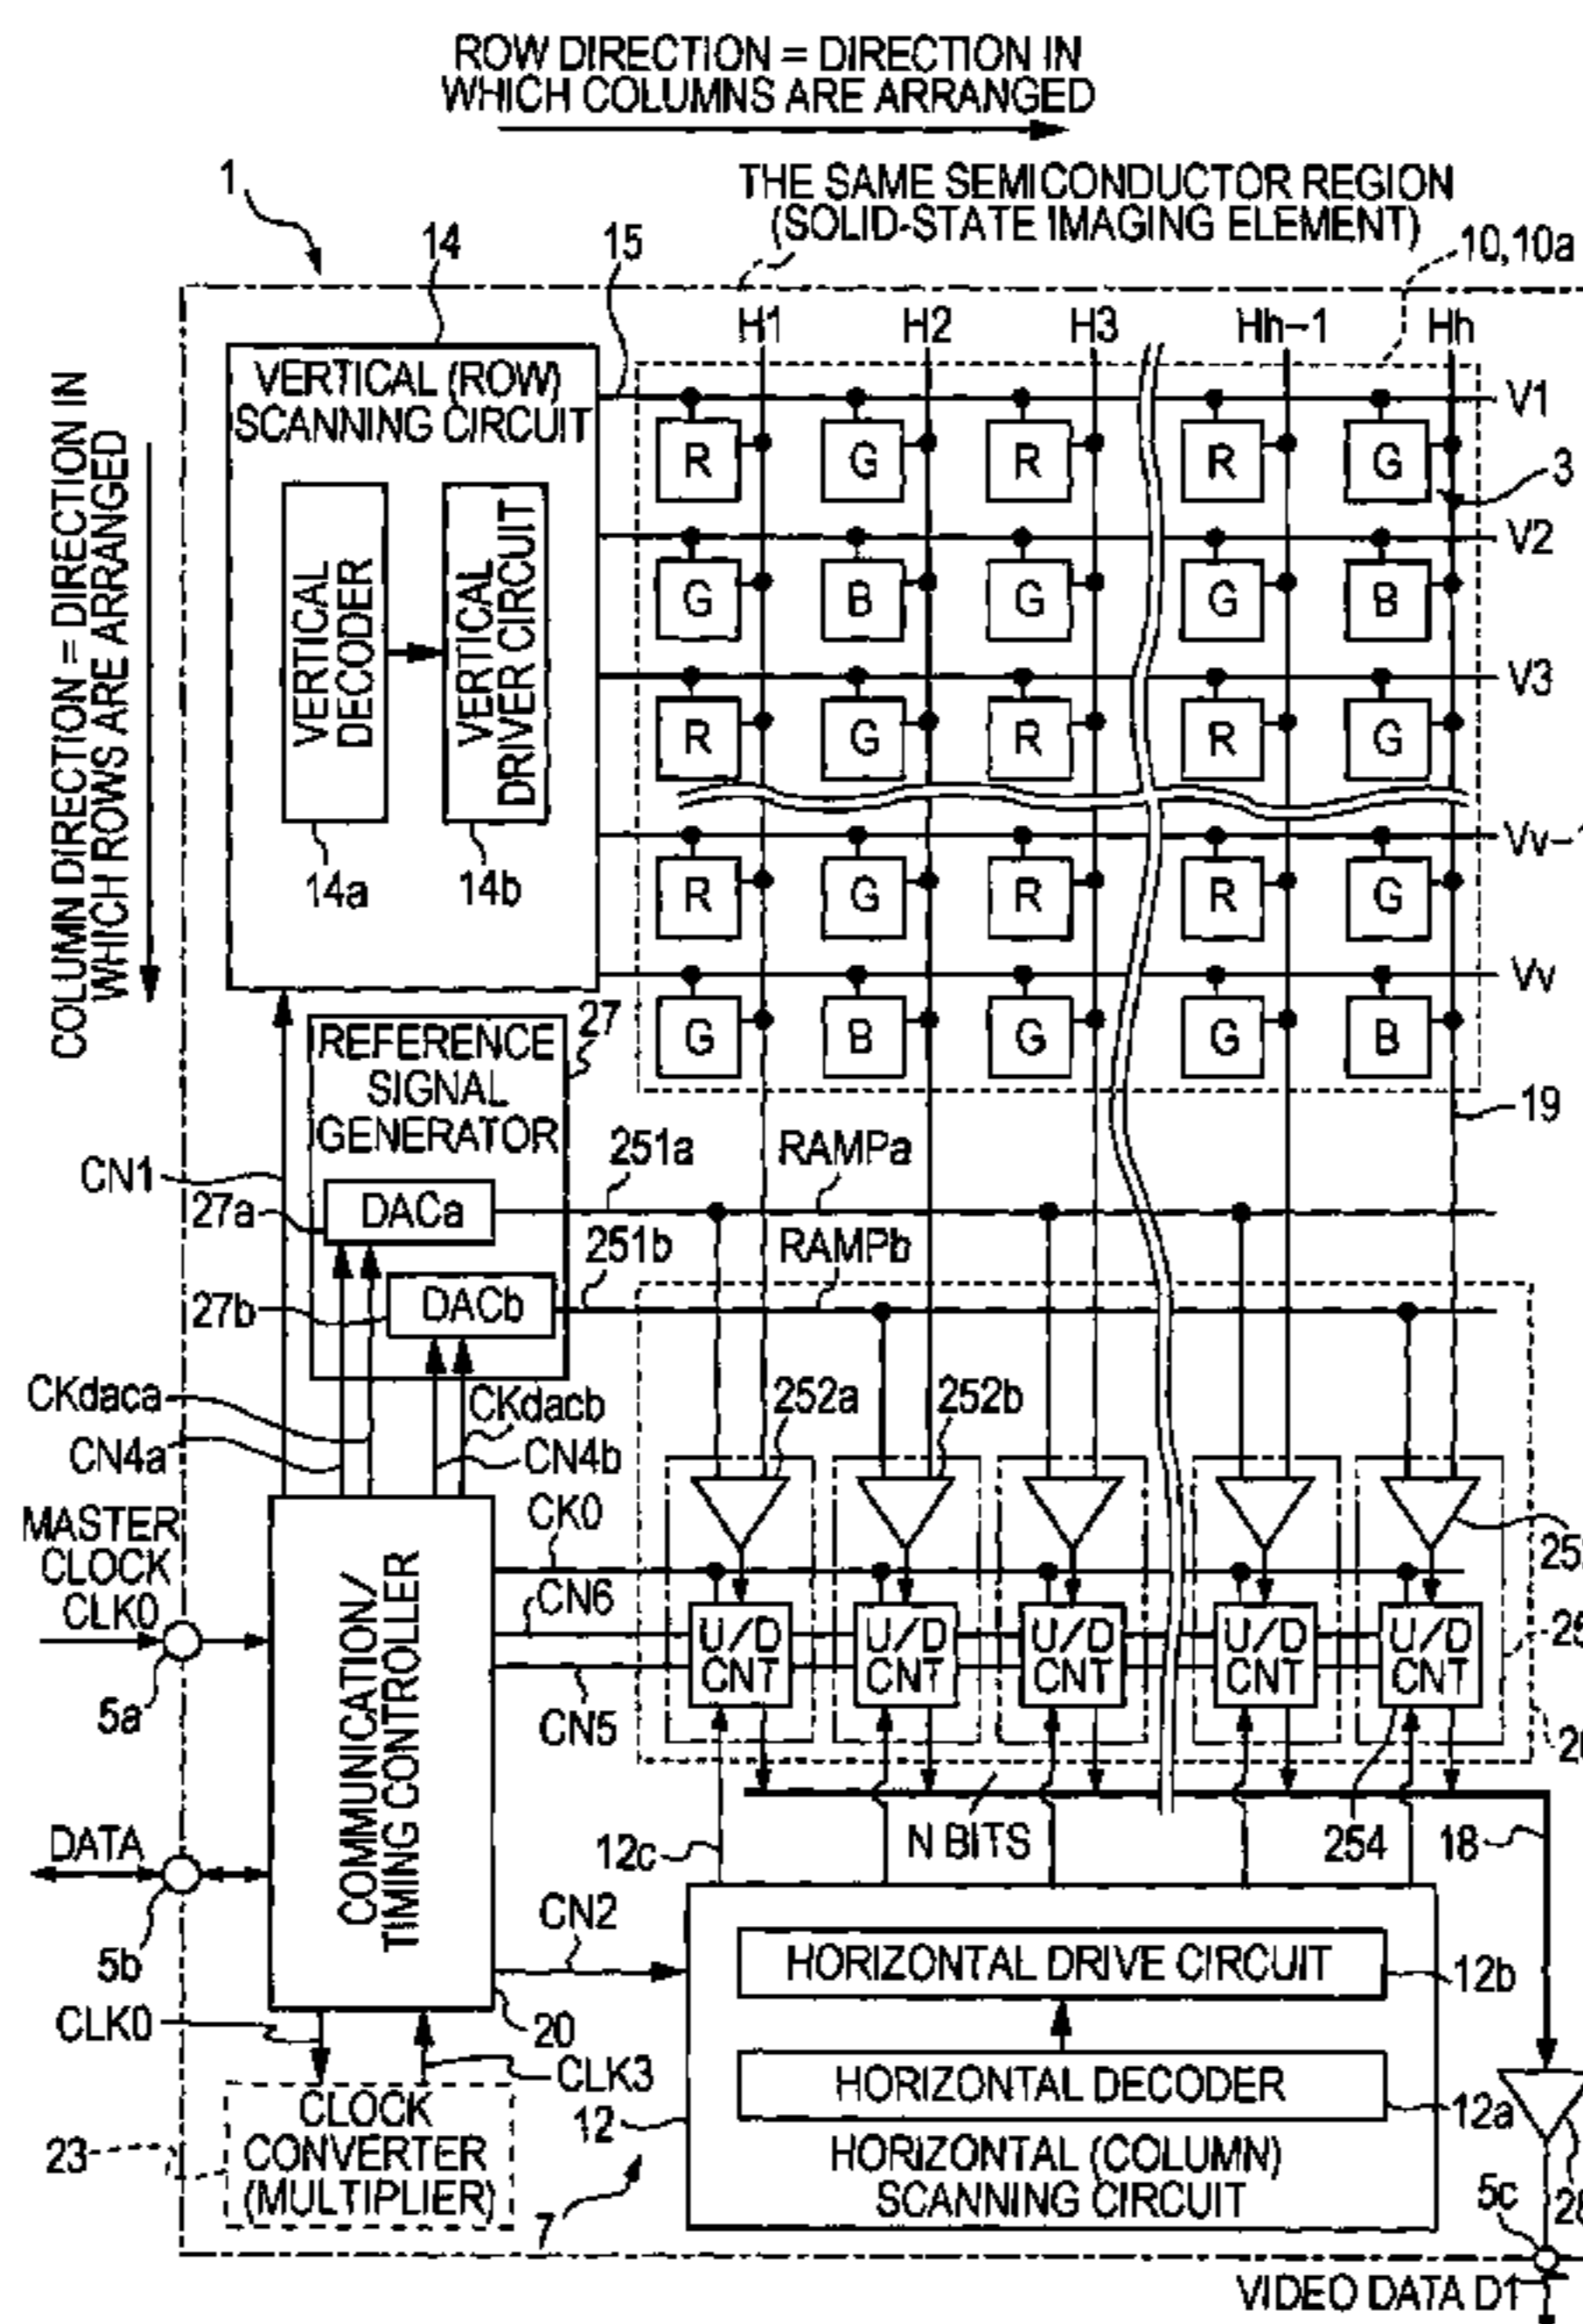 ROW DIRECTION = DIRECTION IN
WHICH COLUMNS ARE ARRANGED
THE SAME SEMICONDUCTOR REGION
(SOLID-STATE IMAGING ELEMENT)
1
14
15
10, 10a
H1 H2 H3 Hh-1 Hh
COLUMN DIRECTION = DIRECTION IN
WHICH ROWS ARE ARRANGED
VERTICAL (ROW)
SCANNING CIRCUIT
VERTICAL
DECODER
VERTICAL
DRIVER CIRCUIT
14a
14b
V1
R G R R G
3
V2
G B G G B
V3
R G R R G
Vv-
R G R R G
Vv
G B G G B
19
REFERENCE
SIGNAL
GENERATOR
27
CN1
27a
DACa
251a
RAMPa
27b
DACb
251b
RAMPb
CKdaca
CN4a
CKdacb
CN4b
252a
252b
MASTER
CLOCK
CLK0
5a
COMMUNICATION/
TIMING CONTROLLER
CK0
CN6
CN5
U/D U/D U/D U/D U/D
CNT CNT CNT CNT CNT
DATA
5b
12c
N BITS
254
18
CN2
HORIZONTAL DRIVE CIRCUIT
12b
CLK0
20
CLK3
HORIZONTAL DECODER
12a
12
HORIZONTAL (COLUMN)
SCANNING CIRCUIT
23
CLOCK
CONVERTER
(MULTIPLIER)
7
5c
VIDEO DATA D1